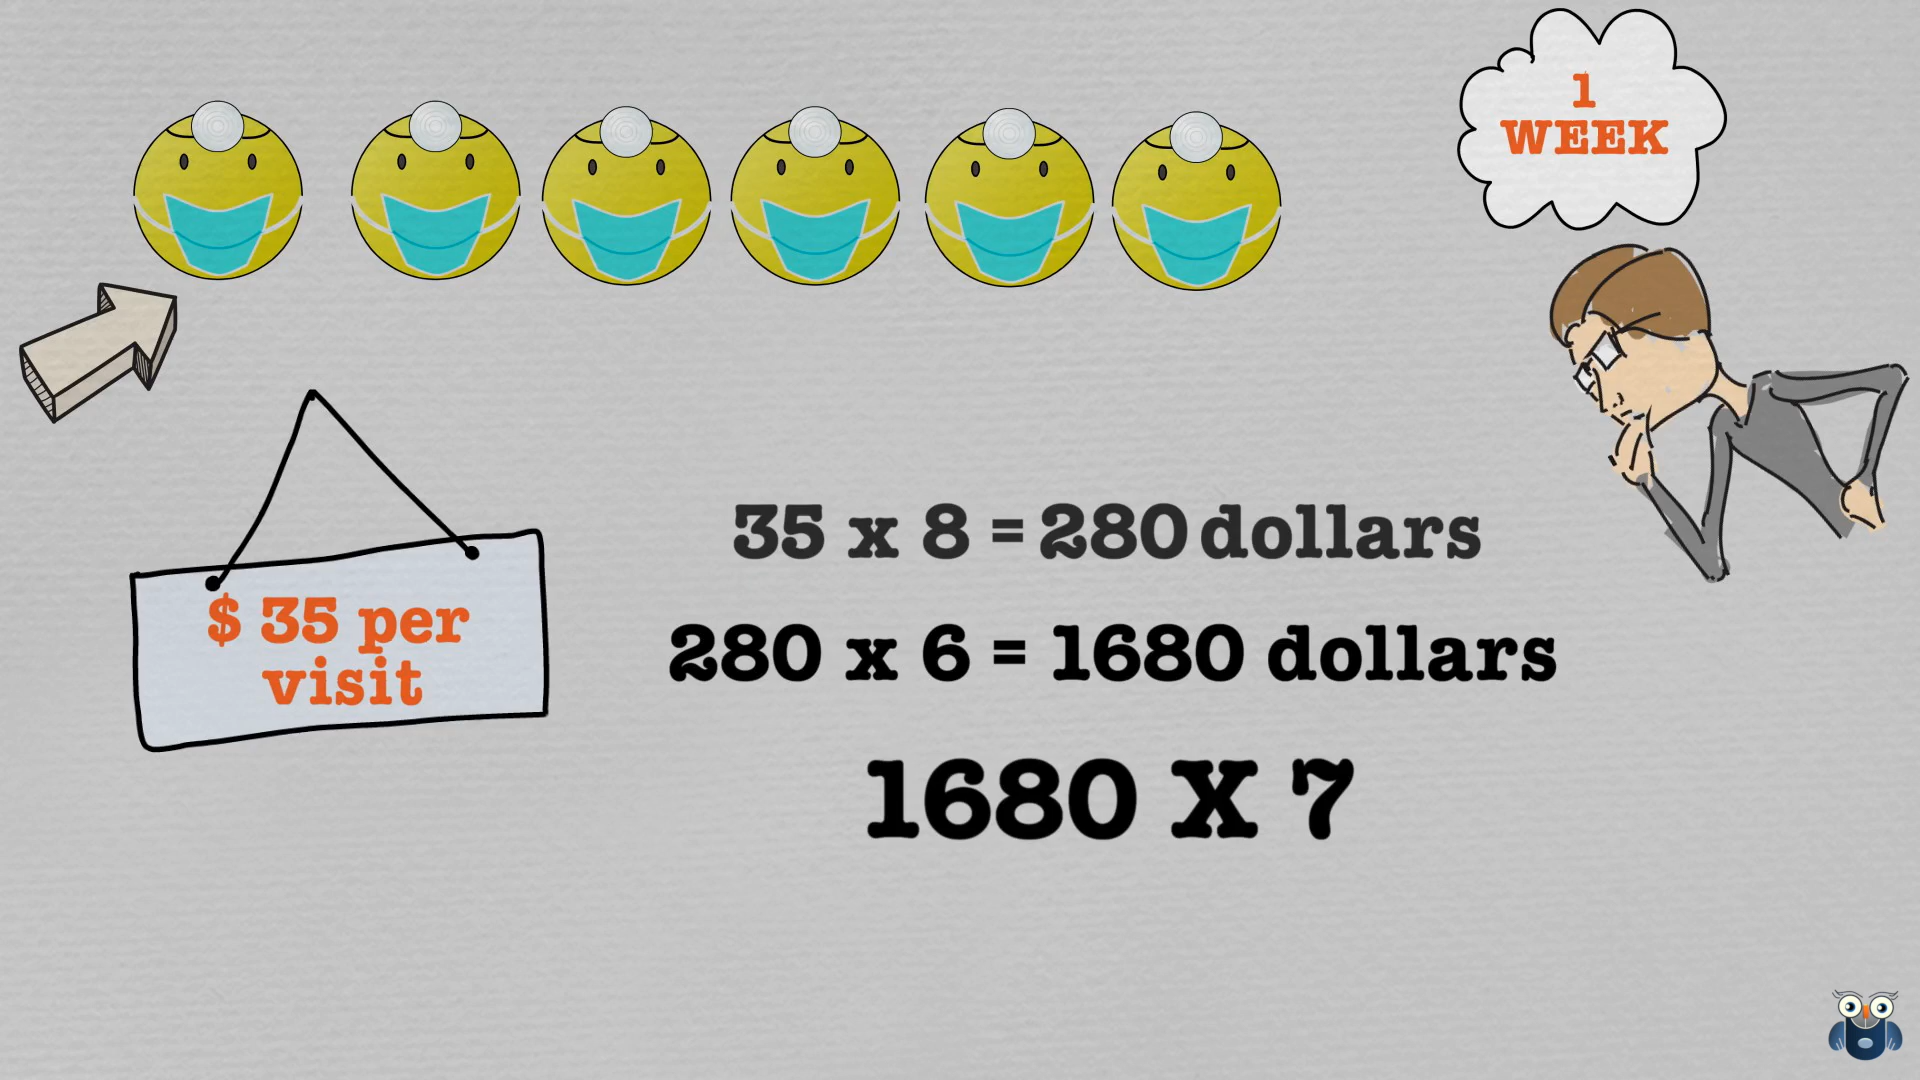 1
WEEK
$ 35 per
visit
35 x 8 = 280 dollars
280 x 6 = 1680 dollars
1680 X 7